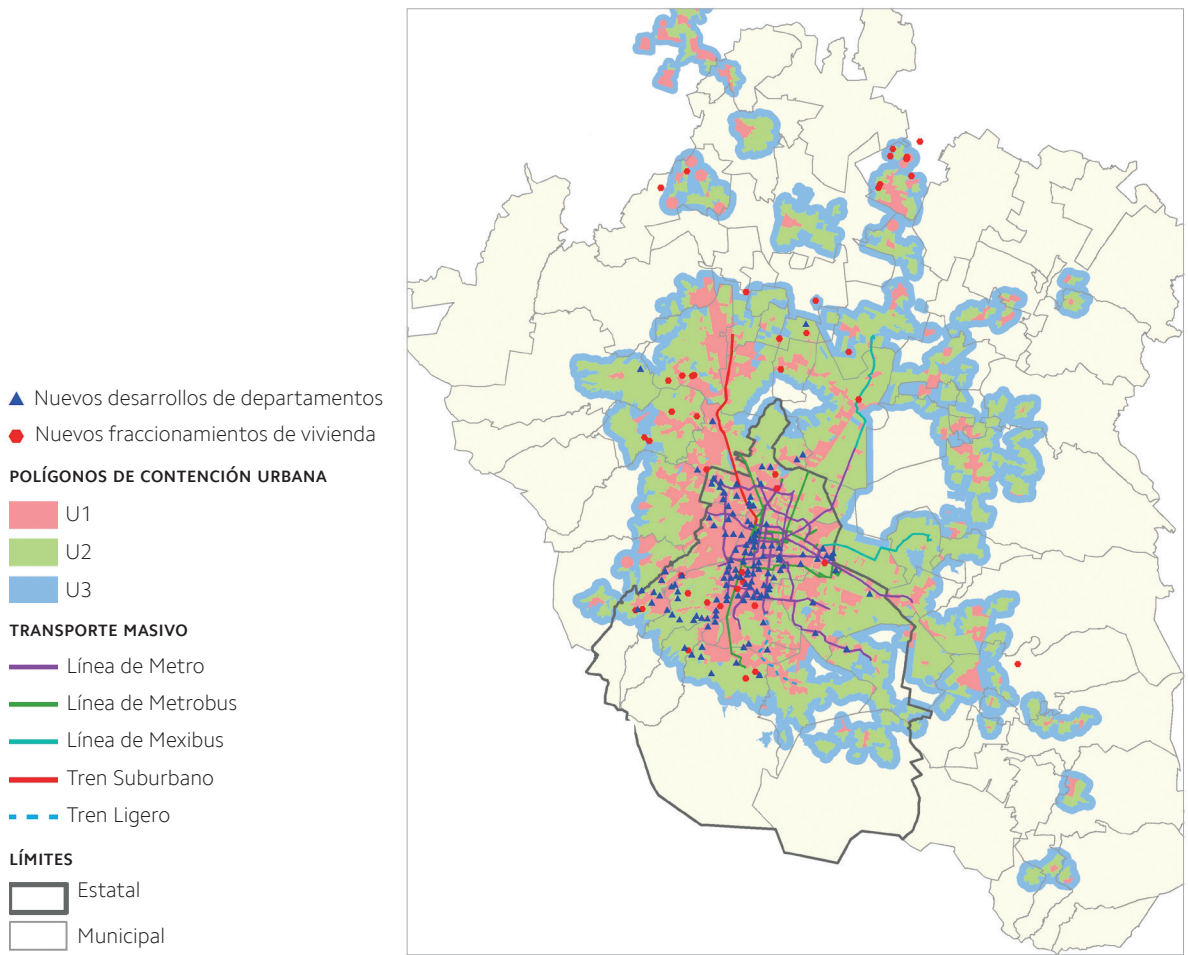 Nuevos desarrollos de departamentos
Nuevos fraccionamientos de vivienda
POLÍGONOS DE CONTENCIÓN URBANA
U1
U2
U3
TRANSPORTE MASIVO
Línea de Metro
Línea de Metrobus
Línea de Mexibus
Tren Suburbano
Tren Ligero
LÍMITES
Estatal
Municipal